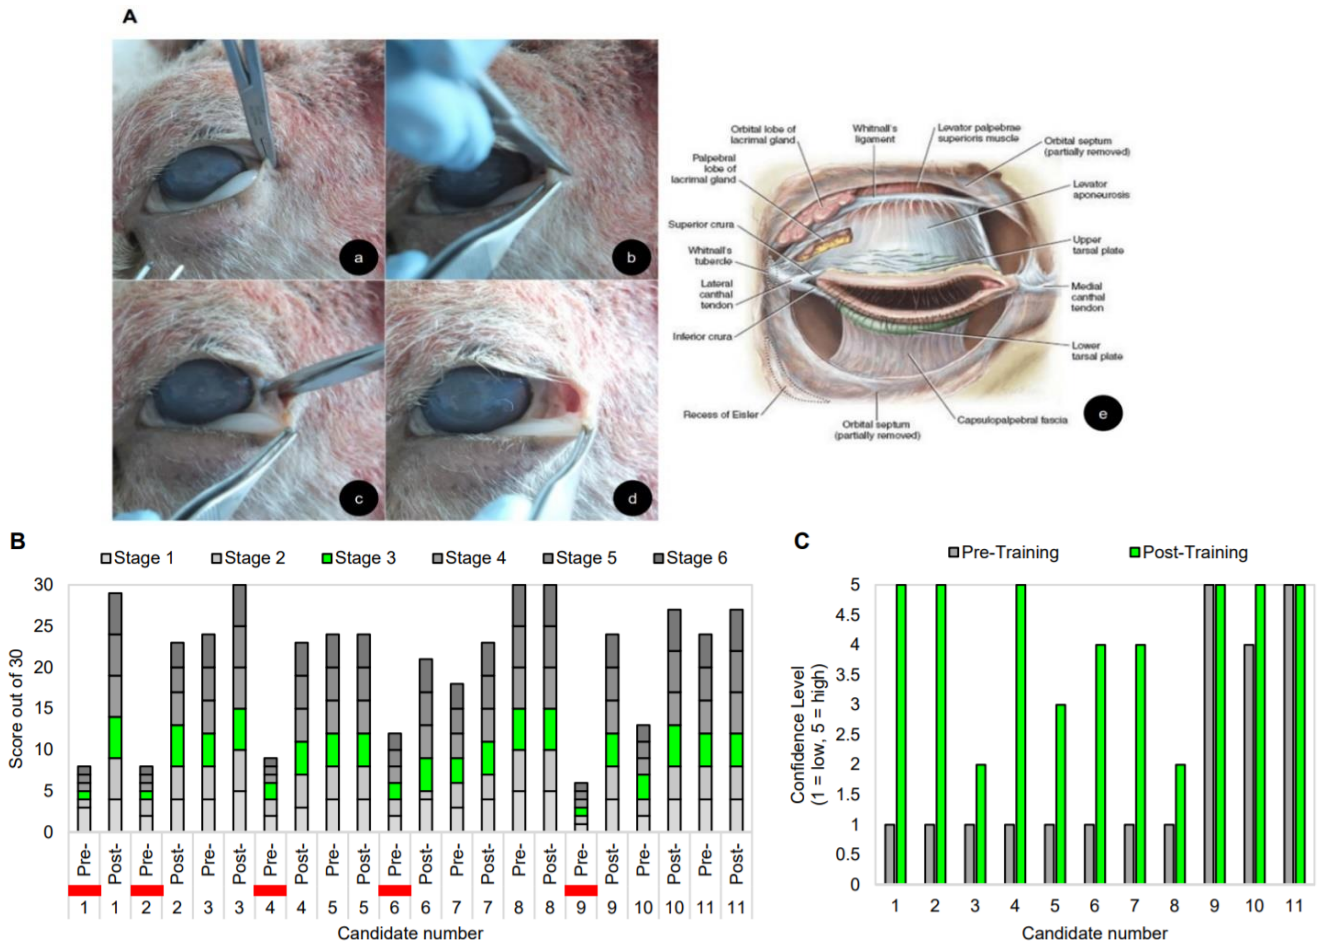 A
a
b
c
d
Orbital lobe of
lacrimal gland
Whitnall's
ligament
Levator palpebrae
superioris muscle
Orbital septum
(partially removed)
Palpebral
lobe of
lacrimal gland
Levator
aponeurosis
Superior crura
Whitnall's
tubercle
Upper
tarsal plate
Lateral
canthal
tendon
Medial
canthal
tendon
Inferior crura
Lower
tarsal plate
Recess of Eisler
Orbital septum
(partially removed)
Capsulopalpebral fascia
e
B
Stage 1 Stage 2 Stage 3 Stage 4 Stage 5 Stage 6
Score out of 30
30
25
20
15
10
5
0
Pre- Post- Pre- Post- Pre- Post- Pre- Post- Pre- Post- Pre- Post- Pre- Post- Pre- Post- Pre- Post- Pre- Post- Pre- Post-
1 1 2 2 3 3 4 4 5 5 6 6 7 7 8 8 9 9 10 10 11 11
Candidate number
C
Pre-Training Post-Training
Confidence Level
(1 = low, 5 = high)
5
4.5
4
3.5
3
2.5
2
1.5
1
0.5
0
1 2 3 4 5 6 7 8 9 10 11
Candidate number